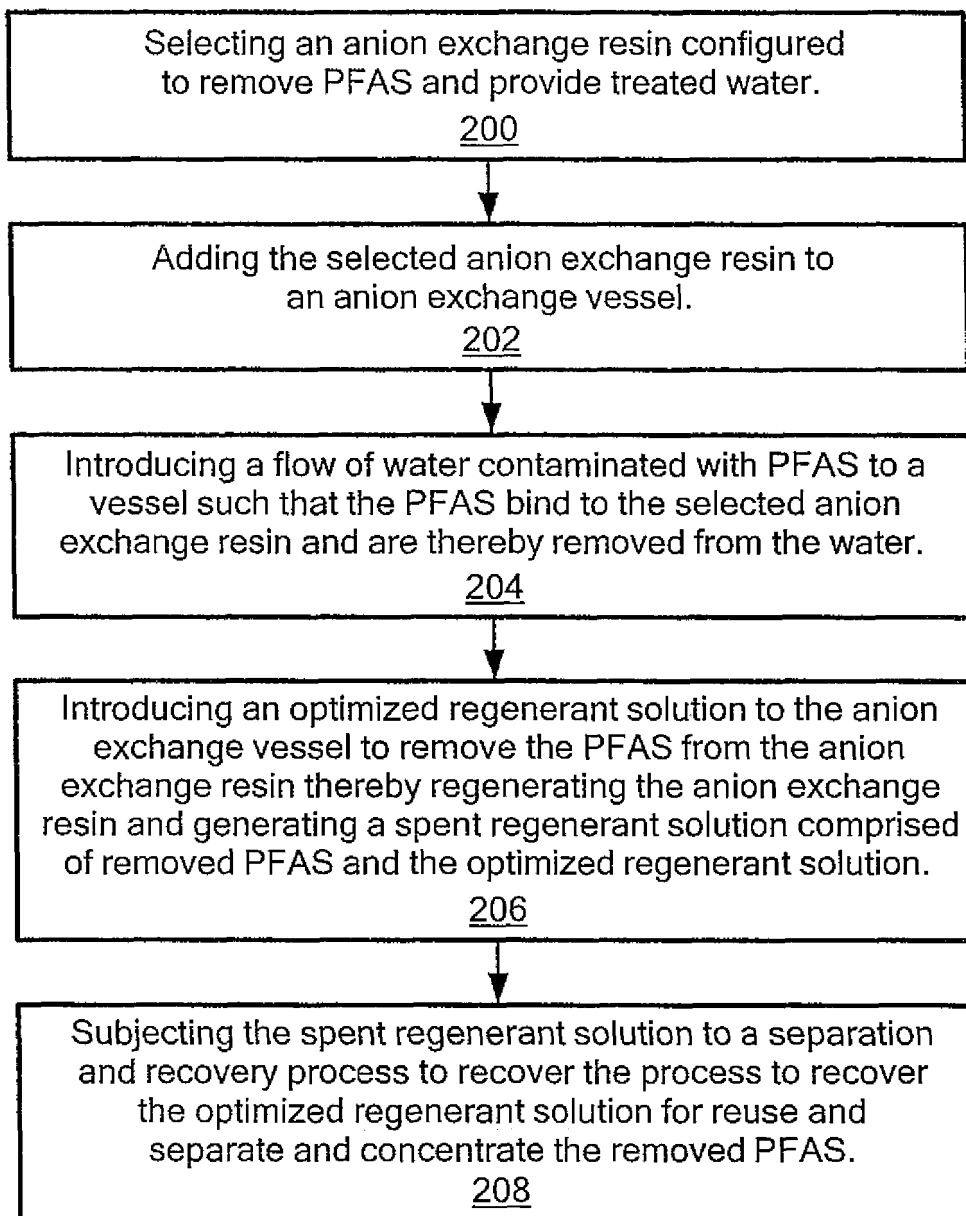 Selecting an anion exchange resin configured
to remove PFAS and provide treated water.
200
Adding the selected anion exchange resin to
an anion exchange vessel.
202
Introducing a flow of water contaminated with PFAS to a
vessel such that the PFAS bind to the selected anion
exchange resin and are thereby removed from the water.
204
Introducing an optimized regenerant solution to the anion
exchange vessel to remove the PFAS from the anion
exchange resin thereby regenerating the anion exchange
resin and generating a spent regenerant solution comprised
of removed PFAS and the optimized regenerant solution.
206
Subjecting the spent regenerant solution to a separation
and recovery process to recover the process to recover
the optimized regenerant solution for reuse and
separate and concentrate the removed PFAS.
208